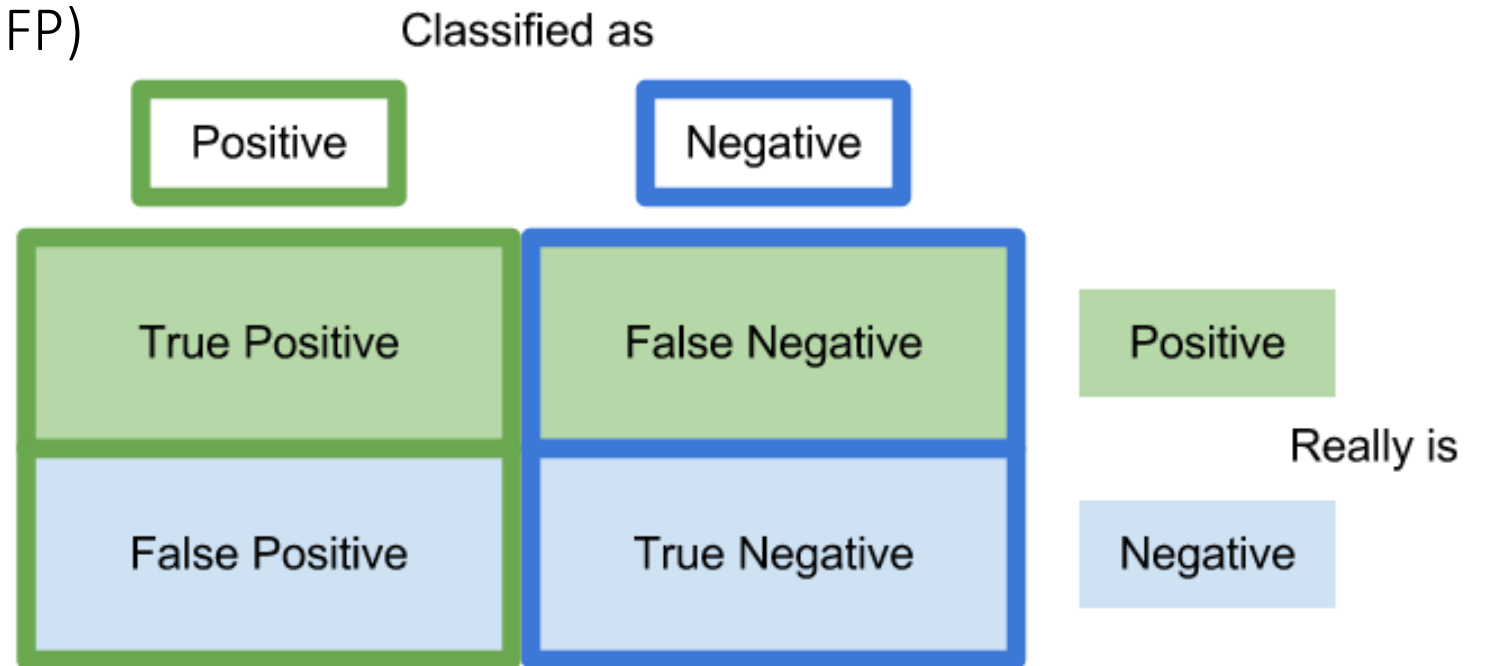 FP)
Classified as
Positive
Negative
True Positive
False Negative
Positive
Really is
False Positive
True Negative
Negative